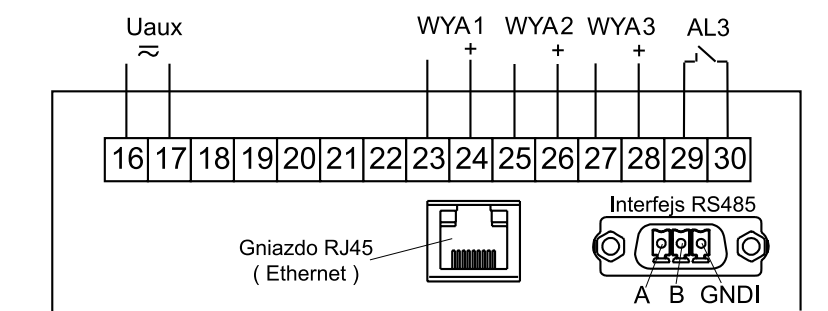 Uaux WYA1 WYA2 WYA3 AL3
+ + +
16 17 18 19 20 21 22 23 24 25 26 27 28 29 30
Interfejs RS485
Gniazdo RJ45
( Ethernet )
A B GNDI